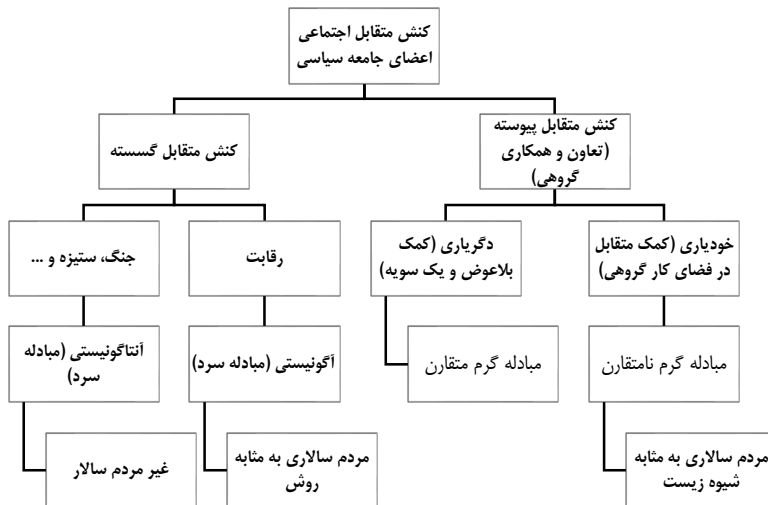 کنش متقابل اجتماعی
اعضای جامعه سیاسی
کنش متقابل پیوسته
(تعاون و همکاری
گروهی)
کنش متقابل گسسته
خودیاری (کمک متقابل
در فضای کار گروهی)
دگریاری (کمک
بلاعوض و یک سویه)
رقابت
جنگ، ستیزه و ...
مبادله گرم نامتقارن
مبادله گرم متقارن
آگونیستی (مبادله سرد)
آنتاگونیستی (مبادله
سرد)
مردم سالاری به مثابه
شیوه زیست
مردم سالاری به مثابه
روش
غیر مردم سالار